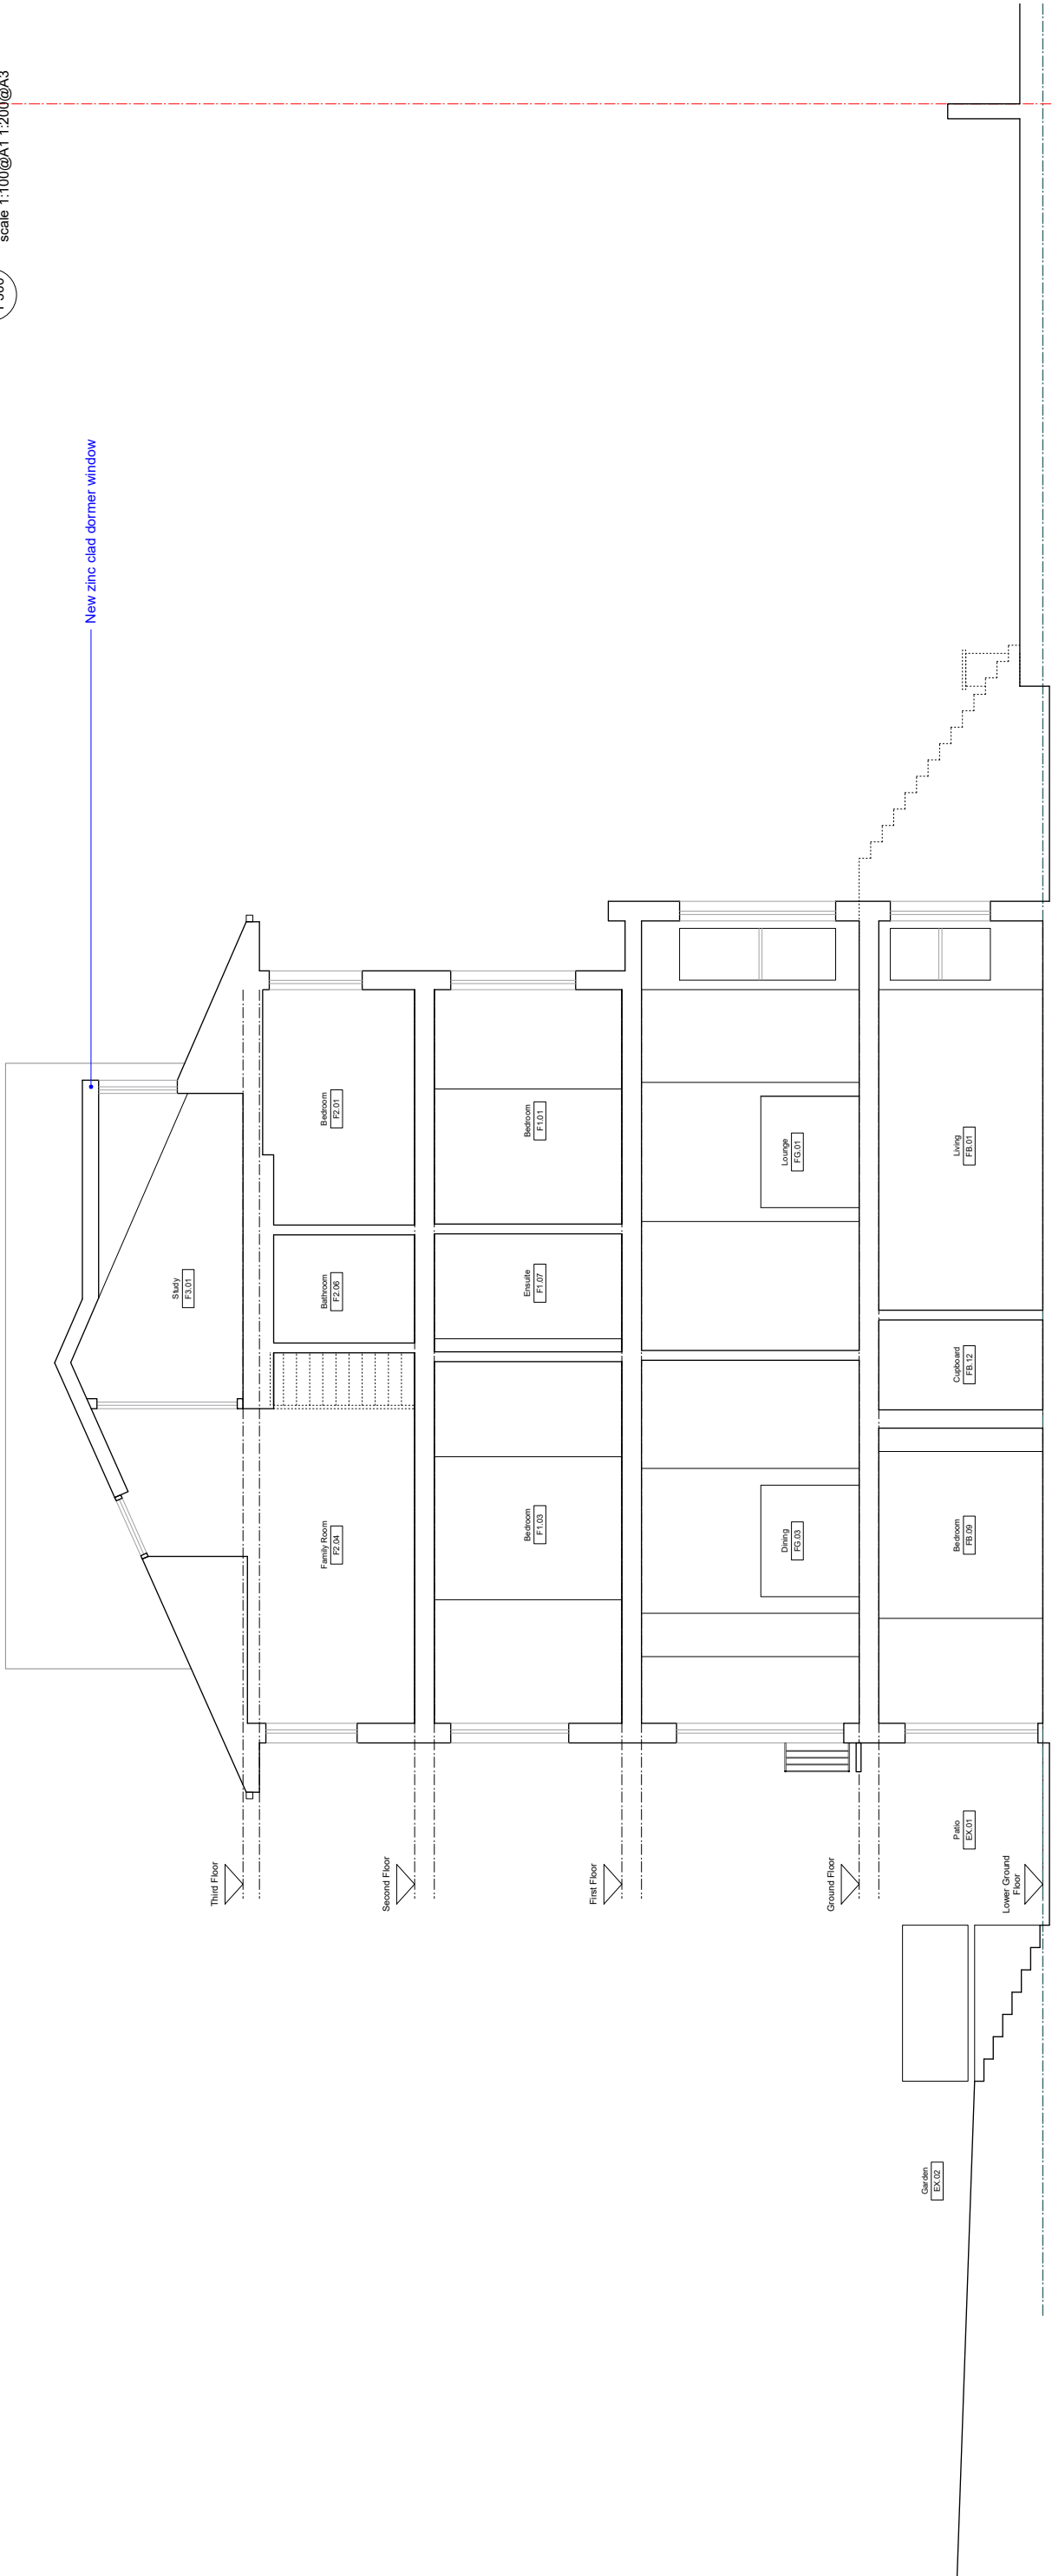 scale 1:100@A1 1:200@A3
New zinc clad dormer window
Third Floor
Study
F3.01
Second Floor
Family Room
F2.04
Bathroom
F2.06
Bedroom
F2.01
First Floor
Bedroom
F1.03
Ensuite
F1.07
Bedroom
F1.01
Ground Floor
Dining
FG.03
Lounge
FG.01
Garden
EX.02
Patio
EX.01
Lower Ground
Floor
Bedroom
FB.09
Cupboard
FB.12
Living
FB.01